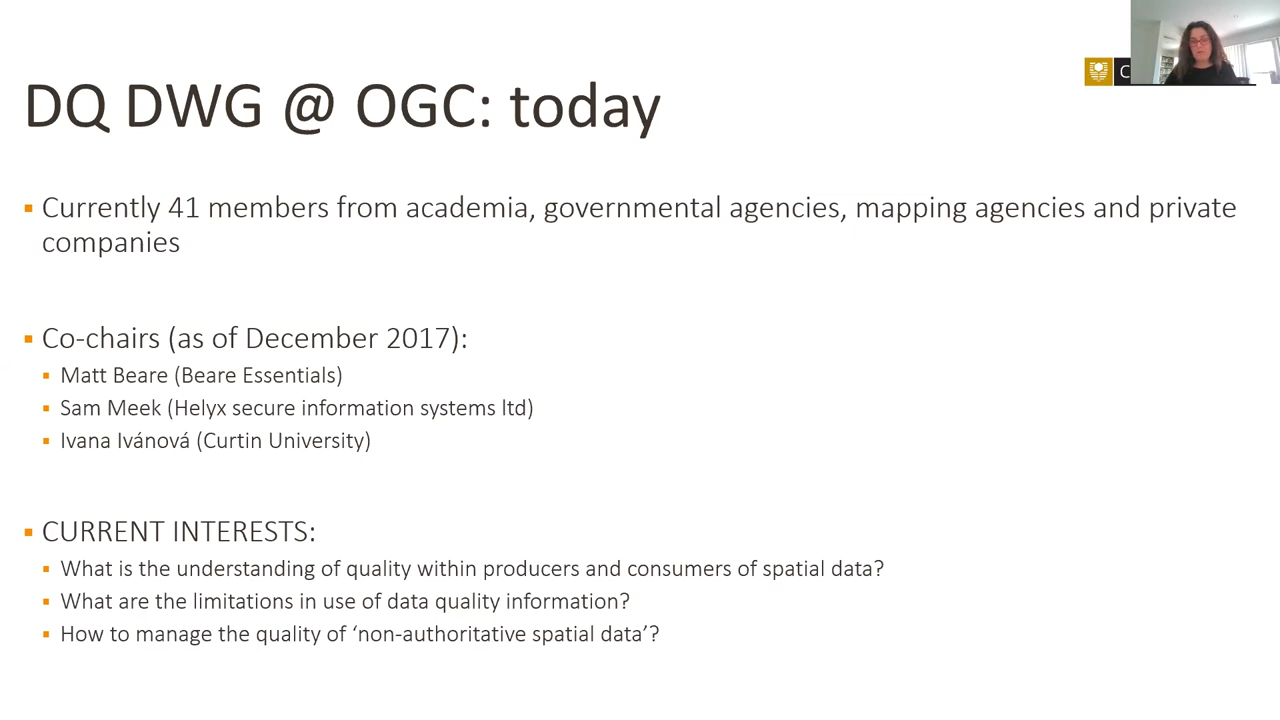 DQ DWG @ OGC: today
▪ Currently 41 members from academia, governmental agencies, mapping agencies and private
companies
▪ Co-chairs (as of December 2017):
▪ Matt Beare (Beare Essentials)
▪ Sam Meek (Helyx secure information systems ltd)
▪ Ivana Ivánová (Curtin University)
▪ CURRENT INTERESTS:
▪ What is the understanding of quality within producers and consumers of spatial data?
▪ What are the limitations in use of data quality information?
▪ How to manage the quality of ‘non-authoritative spatial data’?